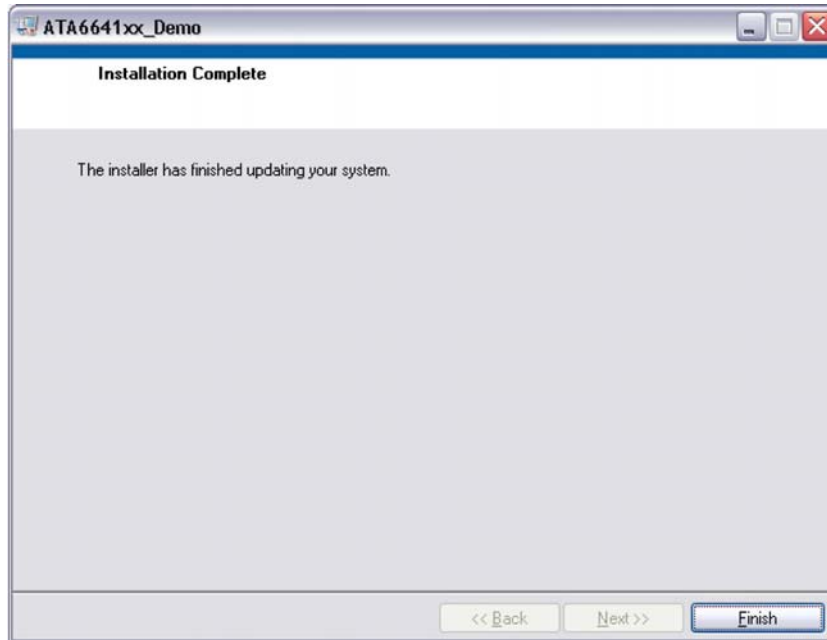 ATA6641xx_Demo
Installation Complete
The installer has finished updating your system.
<< Back Next >> Finish